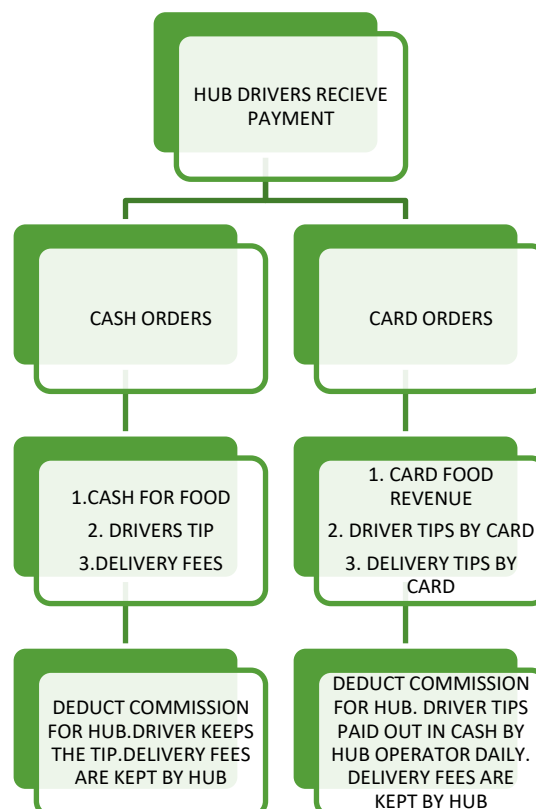 HUB DRIVERS RECIEVE
PAYMENT
CASH ORDERS
CARD ORDERS
1.CASH FOR FOOD
2. DRIVERS TIP
3.DELIVERY FEES
1. CARD FOOD
REVENUE
2. DRIVER TIPS BY CARD
3. DELIVERY TIPS BY
CARD
DEDUCT COMMISSION
FOR HUB.DRIVER KEEPS
THE TIP.DELIVERY FEES
ARE KEPT BY HUB
DEDUCT COMMISSION
FOR HUB. DRIVER TIPS
PAID OUT IN CASH BY
HUB OPERATOR DAILY.
DELIVERY FEES ARE
KEPT BY HUB